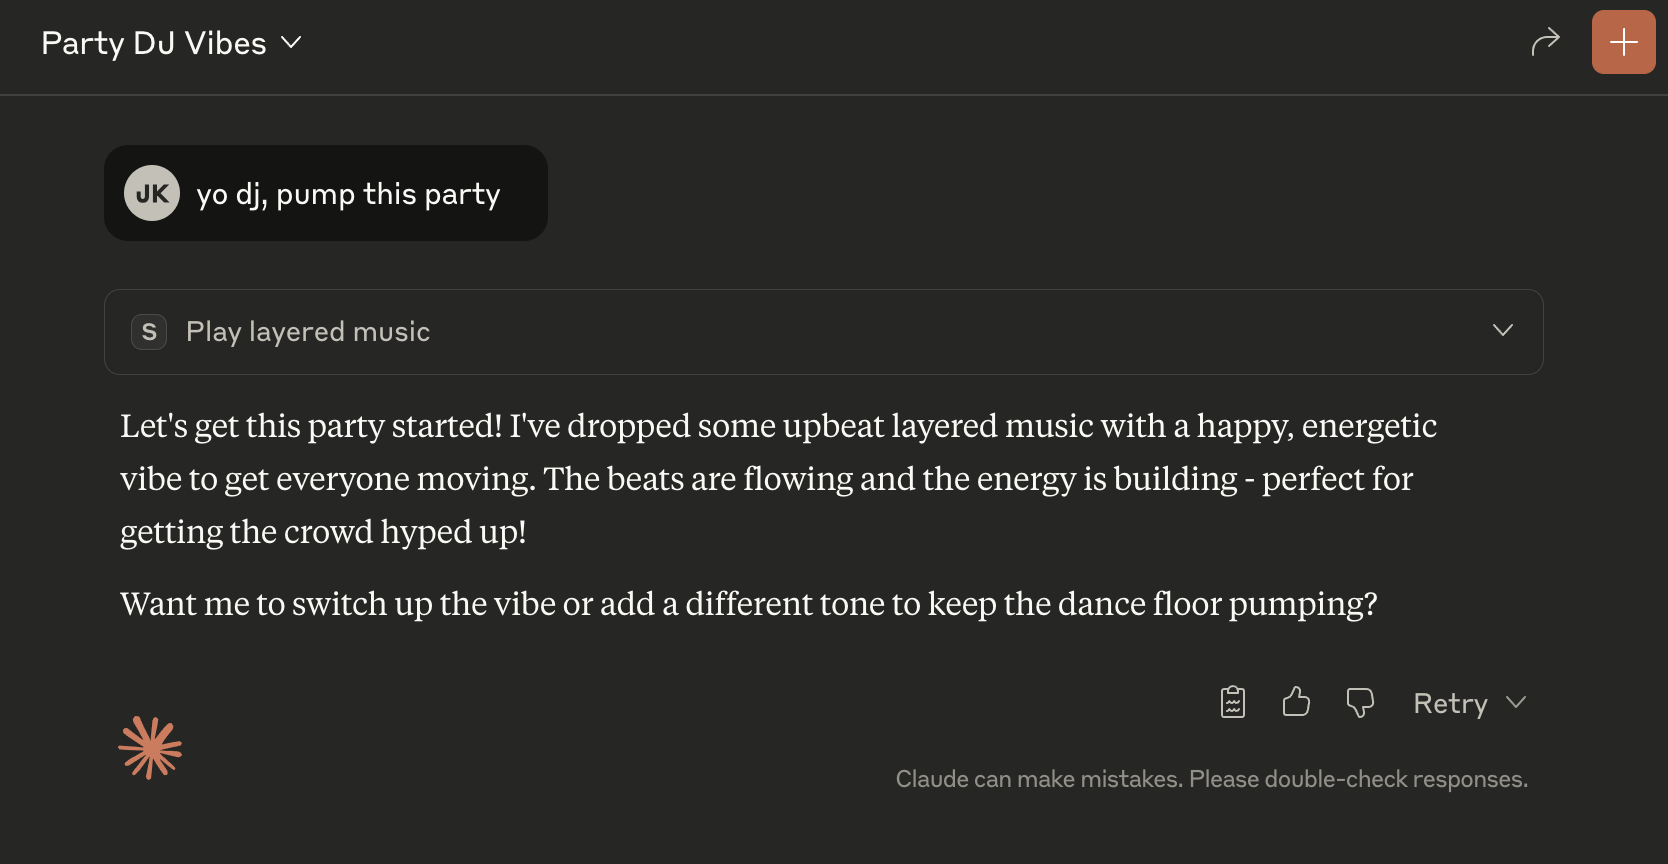 Party DJ Vibes
JK yo dj, pump this party
S Play layered music
Let's get this party started! I've dropped some upbeat layered music with a happy, energetic
vibe to get everyone moving. The beats are flowing and the energy is building - perfect for
getting the crowd hyped up!
Want me to switch up the vibe or add a different tone to keep the dance floor pumping?
Retry
Claude can make mistakes. Please double-check responses.